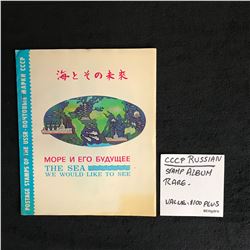 POSTAGE STAMPS OF THE USSR · ПОЧТОВЫЕ МАРКИ СССР
海とその未來
МОРЕ И ЕГО БУДУЩЕЕ
THE SEA
WE WOULD LIKE TO SEE
CCCP RUSSIAN
STAMP ALBUM
RARE.
VALUE $100 PLUS